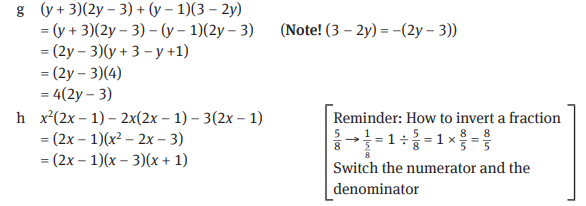 g (y + 3)(2y – 3) + (y – 1)(3 – 2y)
= (y + 3)(2y – 3) – (y – 1)(2y – 3) (Note! (3 – 2y) = –(2y – 3))
= (2y – 3)(y + 3 – y +1)
= (2y – 3)(4)
= 4(2y – 3)
h x²(2x – 1) – 2x(2x – 1) – 3(2x – 1)
= (2x – 1)(x² – 2x – 3)
= (2x – 1)(x – 3)(x + 1)
Reminder: How to invert a fraction
5/8 → 1/(5/8) = 1 ÷ 5/8 = 1 × 8/5 = 8/5
Switch the numerator and the
denominator